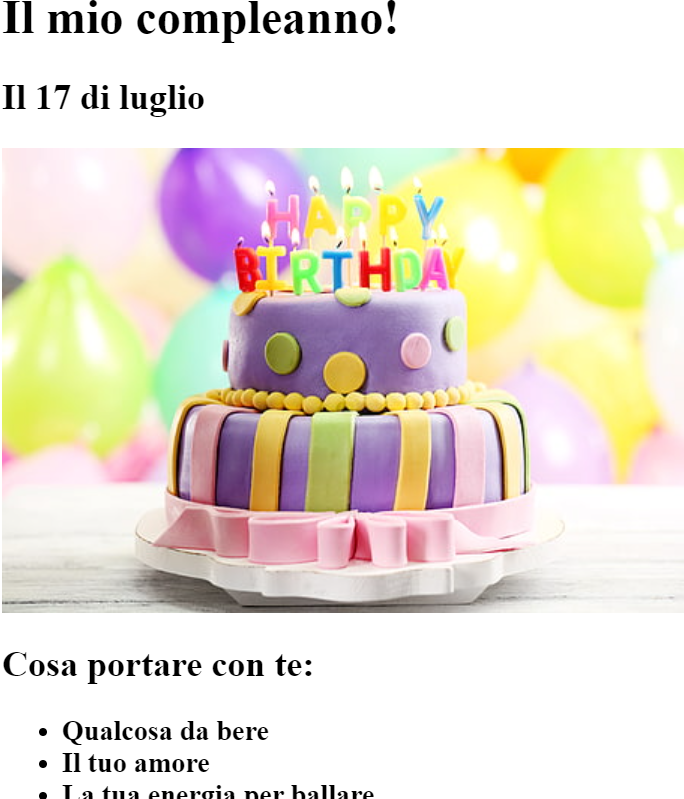 Il mio compleanno!
Il 17 di luglio
HAPPY
BIRTHDAY
Cosa portare con te:
Qualcosa da bere
Il tuo amore
La tua energia per ballare